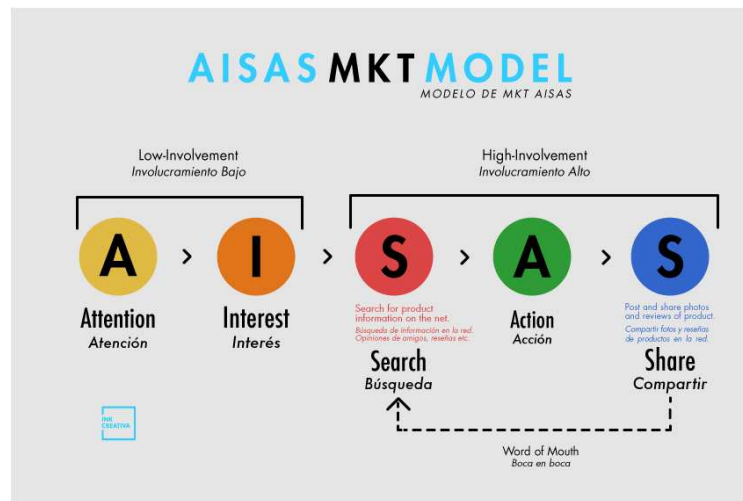 AISAS MKT MODEL
MODELO DE MKT AISAS
Low-Involvement
Involucramiento Bajo
High-Involvement
Involucramiento Alto
A > I > S > A > S
Attention
Atención
Interest
Interés
Search for product
information on the net.
Búsqueda de información en la red.
Opiniones de amigos, reseñas etc.
Search
Búsqueda
Action
Acción
Post and share photos
and reviews of product.
Compartir fotos y reseñas
de productos en la red.
Share
Compartir
Word of Mouth
Boca en boca
INK
CREATIVA